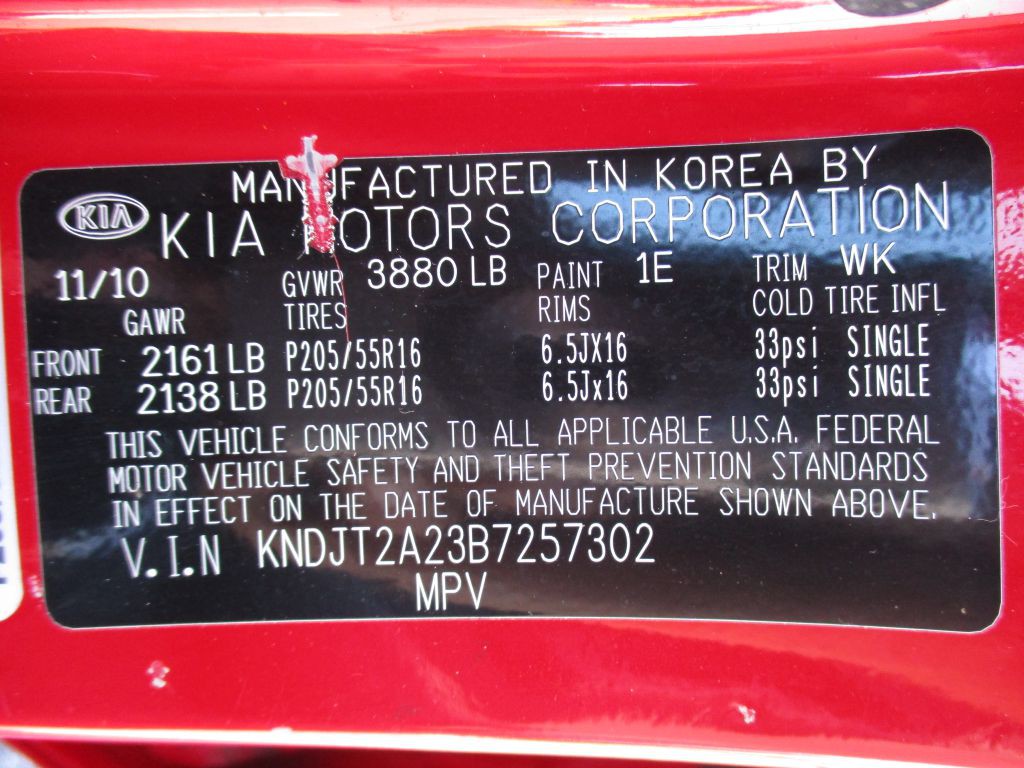 MANUFACTURED IN KOREA BY
KIA KIA MOTORS CORPORATION
11/10 GVWR 3880 LB PAINT 1E TRIM WK
GAWR TIRES RIMS COLD TIRE INFL
FRONT 2161 LB P205/55R16 6.5JX16 33psi SINGLE
REAR 2138 LB P205/55R16 6.5Jx16 33psi SINGLE
THIS VEHICLE CONFORMS TO ALL APPLICABLE U.S.A. FEDERAL
MOTOR VEHICLE SAFETY AND THEFT PREVENTION STANDARDS
IN EFFECT ON THE DATE OF MANUFACTURE SHOWN ABOVE.
V.I.N KNDJT2A23B7257302
MPV